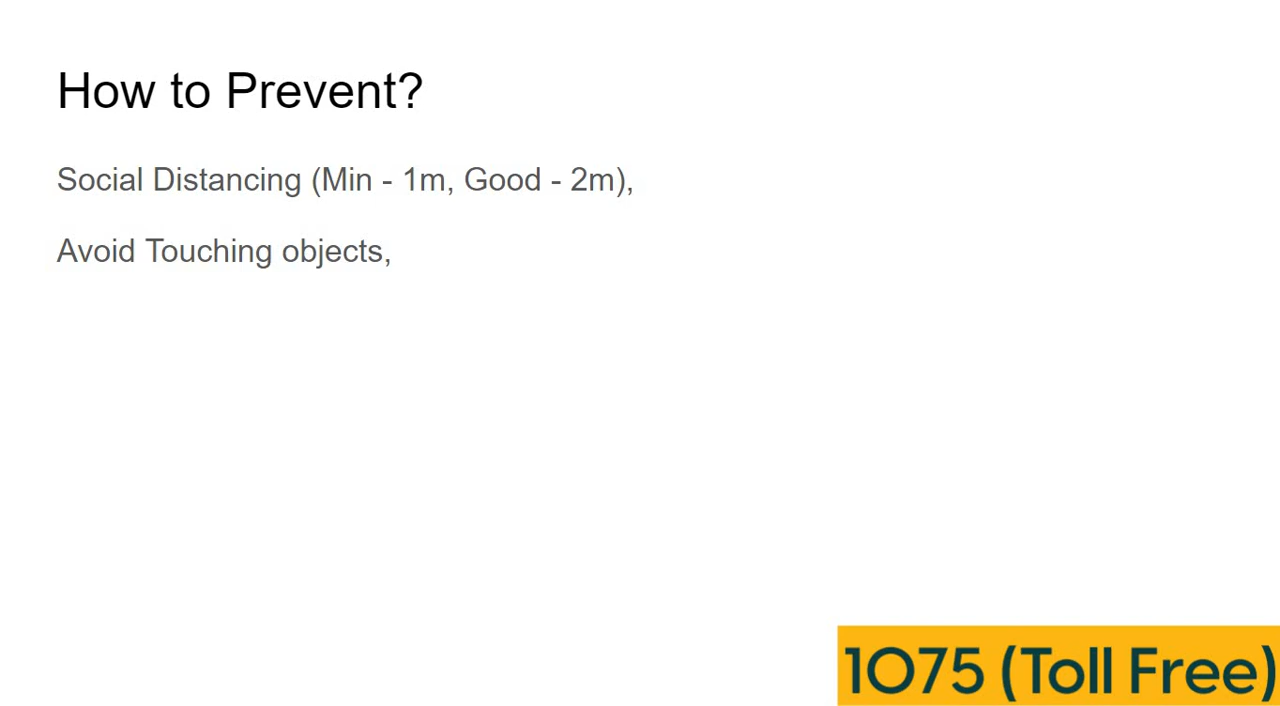 How to Prevent?
Social Distancing (Min - 1m, Good - 2m),
Avoid Touching objects,
1075 (Toll Free)